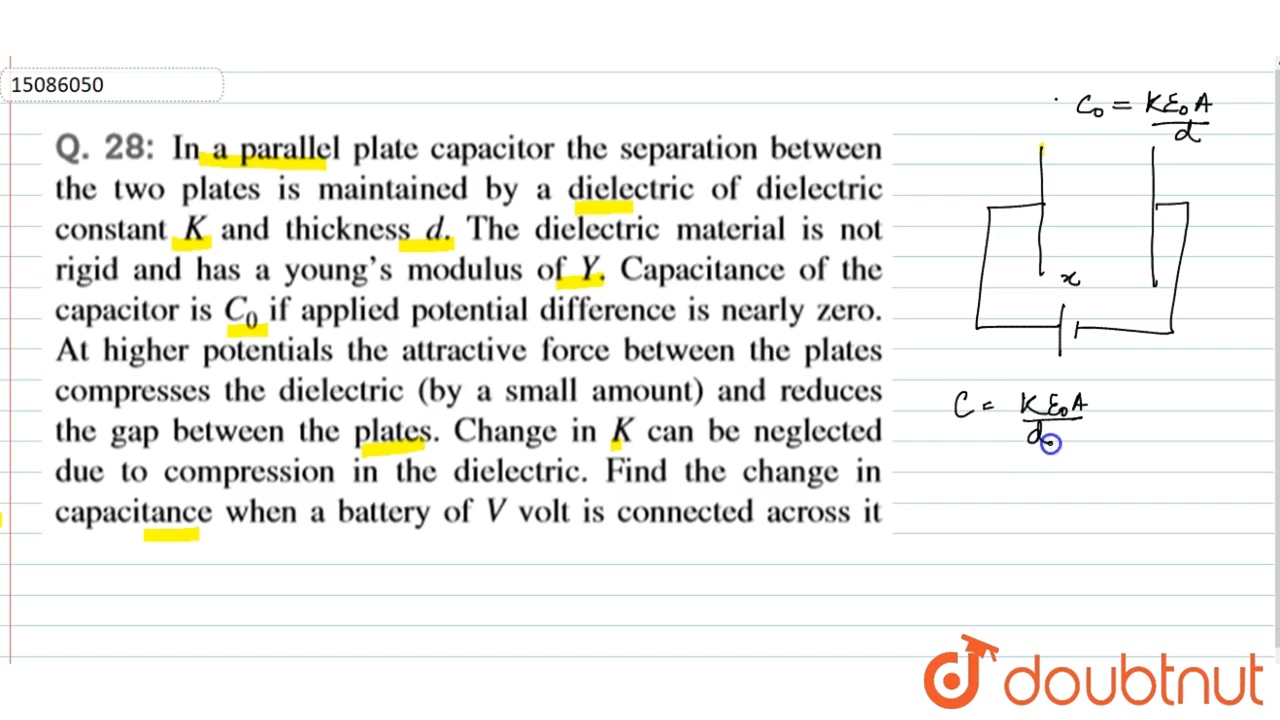 15086050
C₀ = Kε₀A
d
Q. 28: In a parallel plate capacitor the separation between
the two plates is maintained by a dielectric of dielectric
constant K and thickness d. The dielectric material is not
rigid and has a young's modulus of Y. Capacitance of the
capacitor is C₀ if applied potential difference is nearly zero.
At higher potentials the attractive force between the plates
compresses the dielectric (by a small amount) and reduces
the gap between the plates. Change in K can be neglected
due to compression in the dielectric. Find the change in
capacitance when a battery of V volt is connected across it
x
C = Kε₀A
d
doubtnut